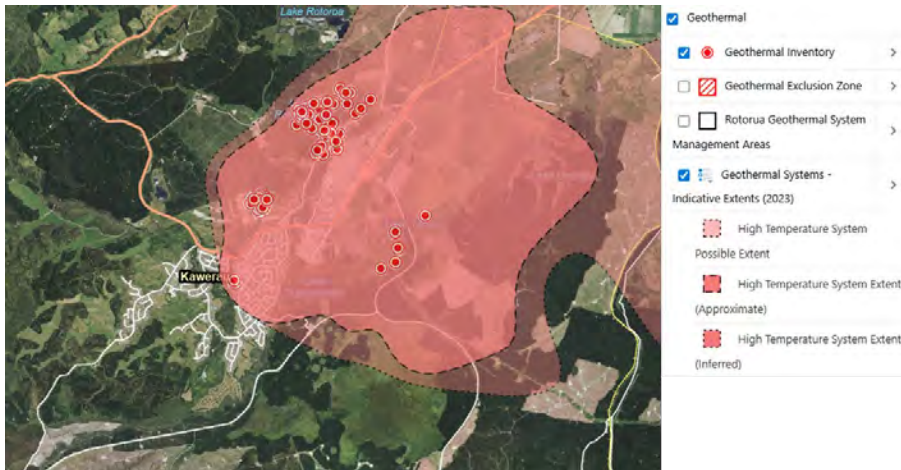 Lake Rotoroa
Kawerau
Geothermal
Geothermal Inventory
Geothermal Exclusion Zone
Rotorua Geothermal System
Management Areas
Geothermal Systems -
Indicative Extents (2023)
High Temperature System
Possible Extent
High Temperature System Extent
(Approximate)
High Temperature System Extent
(Inferred)